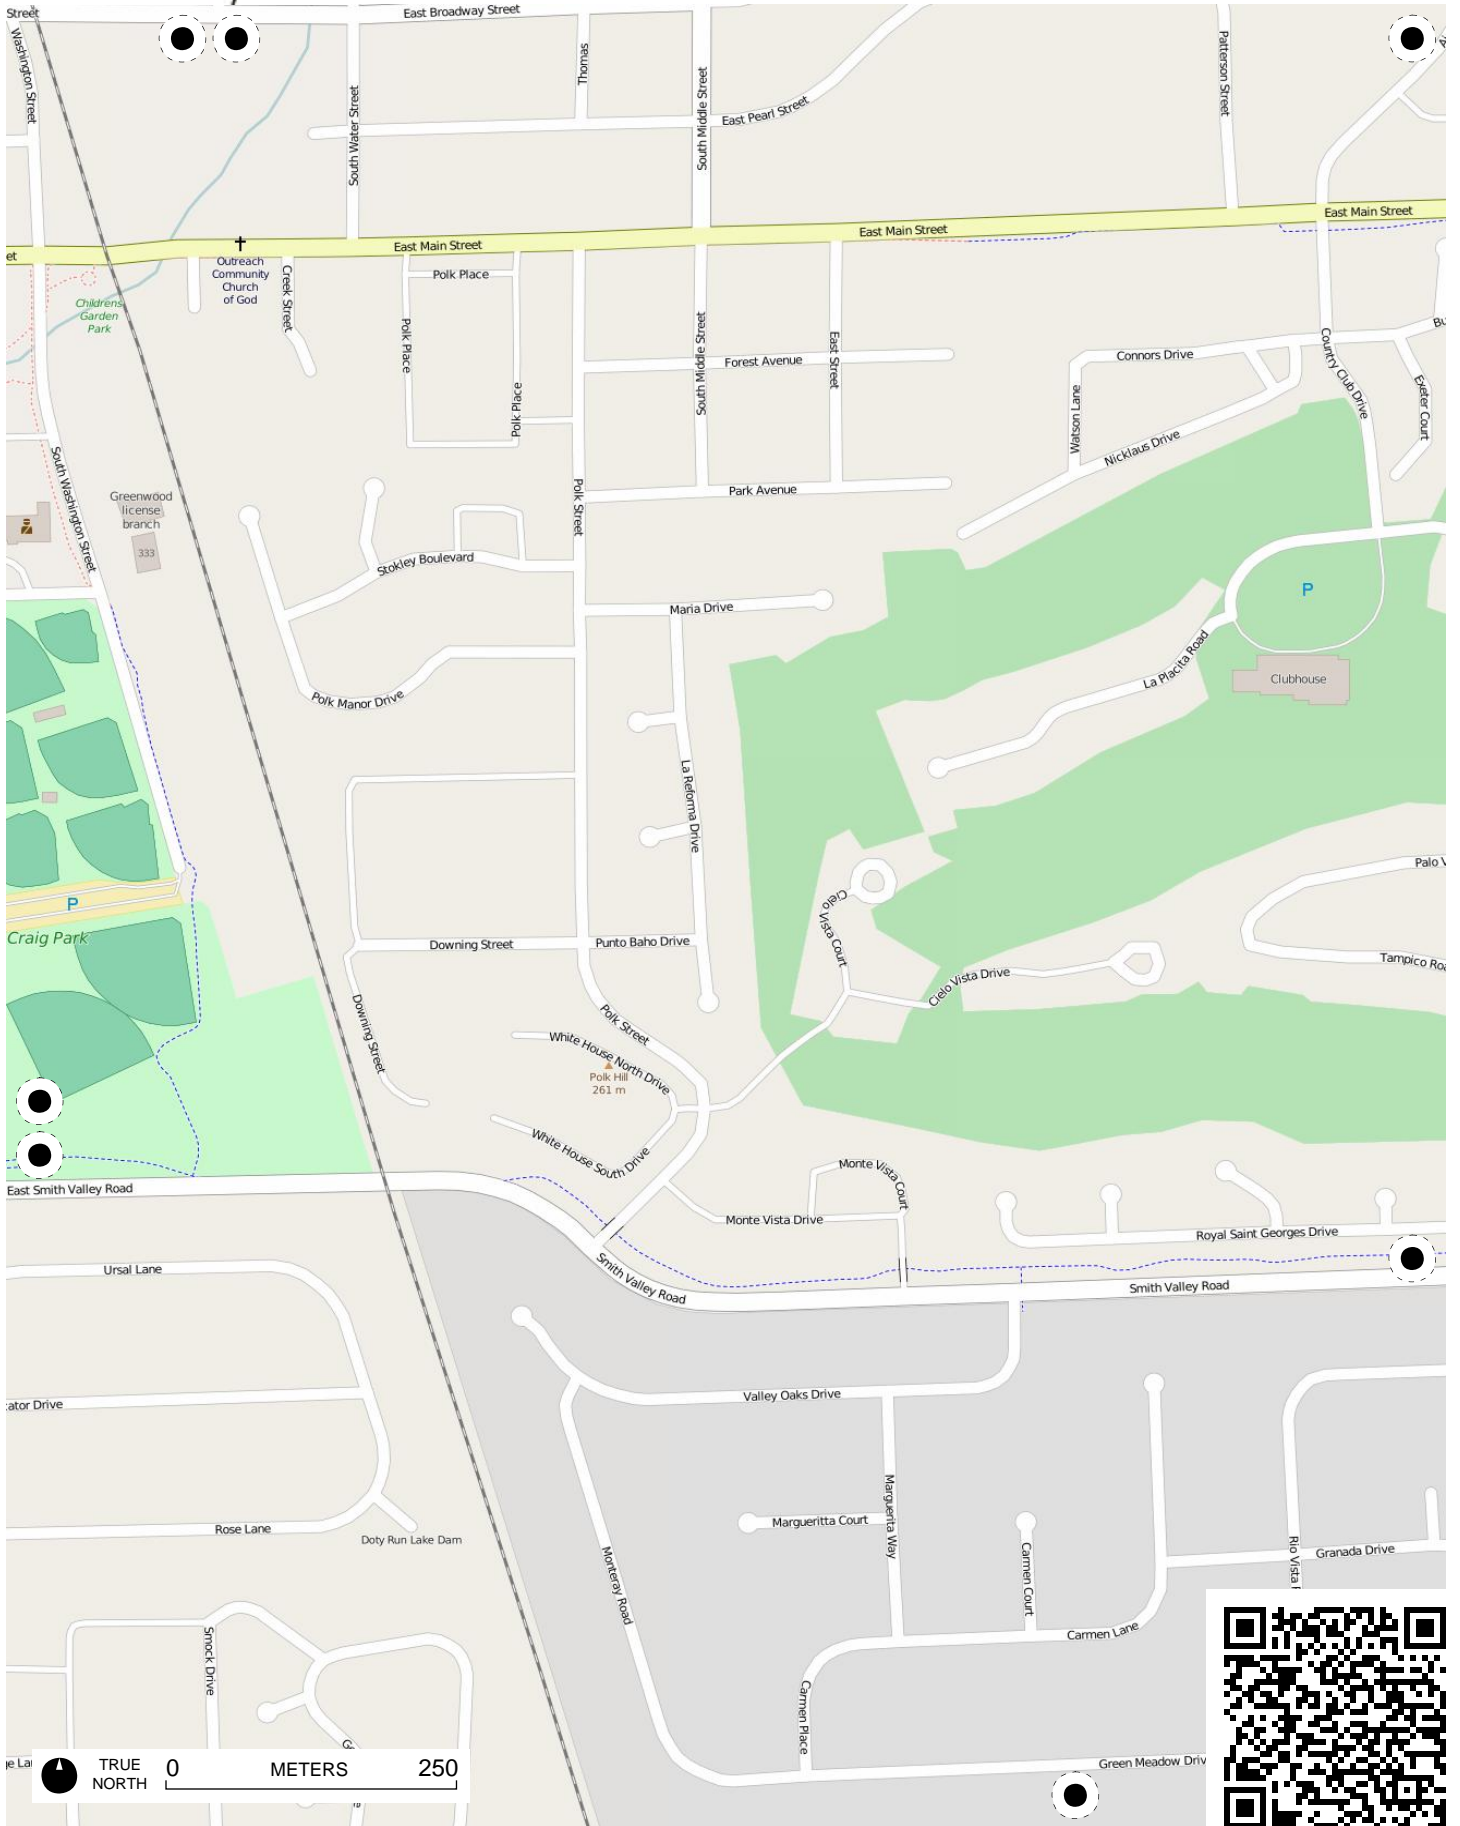 Street
East Broadway Street
Washington Street
South Water Street
Thomas
South Middle Street
East Pearl Street
Patterson Street
East Main Street
East Main Street
East Main Street
et
Outreach
Community
Church
of God
Creek Street
Polk Place
Polk Place
Polk Place
Childrens
Garden
Park
South Middle Street
Forest Avenue
East Street
Connors Drive
Watson Lane
Country Club Drive
Exeter Court
Bu
Nicklaus Drive
South Washington Street
Greenwood
license
branch
333
Polk Street
Park Avenue
Stokley Boulevard
Maria Drive
P
La Placita Road
Clubhouse
Polk Manor Drive
La Reforma Drive
P
Craig Park
Cielo
Vista Court
Palo V
Downing Street
Punto Baho Drive
Cielo Vista Drive
Tampico Roa
Downing Street
Polk Street
White House North Drive
Polk Hill
261 m
White House South Drive
Monte Vista Court
East Smith Valley Road
Monte Vista Drive
Royal Saint Georges Drive
Ursal Lane
Smith Valley Road
Smith Valley Road
cator Drive
Valley Oaks Drive
Rose Lane
Doty Run Lake Dam
Margueritta Court
Marguerita Way
Monteray Road
Carmen Court
Rio Vista
Granada Drive
Carmen Lane
Smock Drive
Carmen Place
ge La
TRUE
NORTH
0 METERS 250
Green Meadow Driv